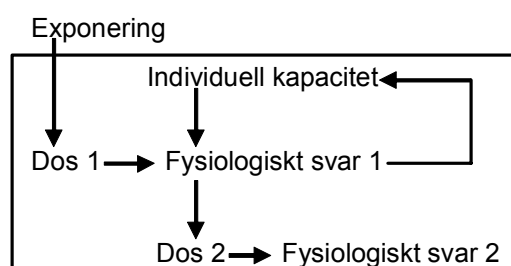 Exponering
Individuell kapacitet
Dos 1 Fysiologiskt svar 1
Dos 2 Fysiologiskt svar 2